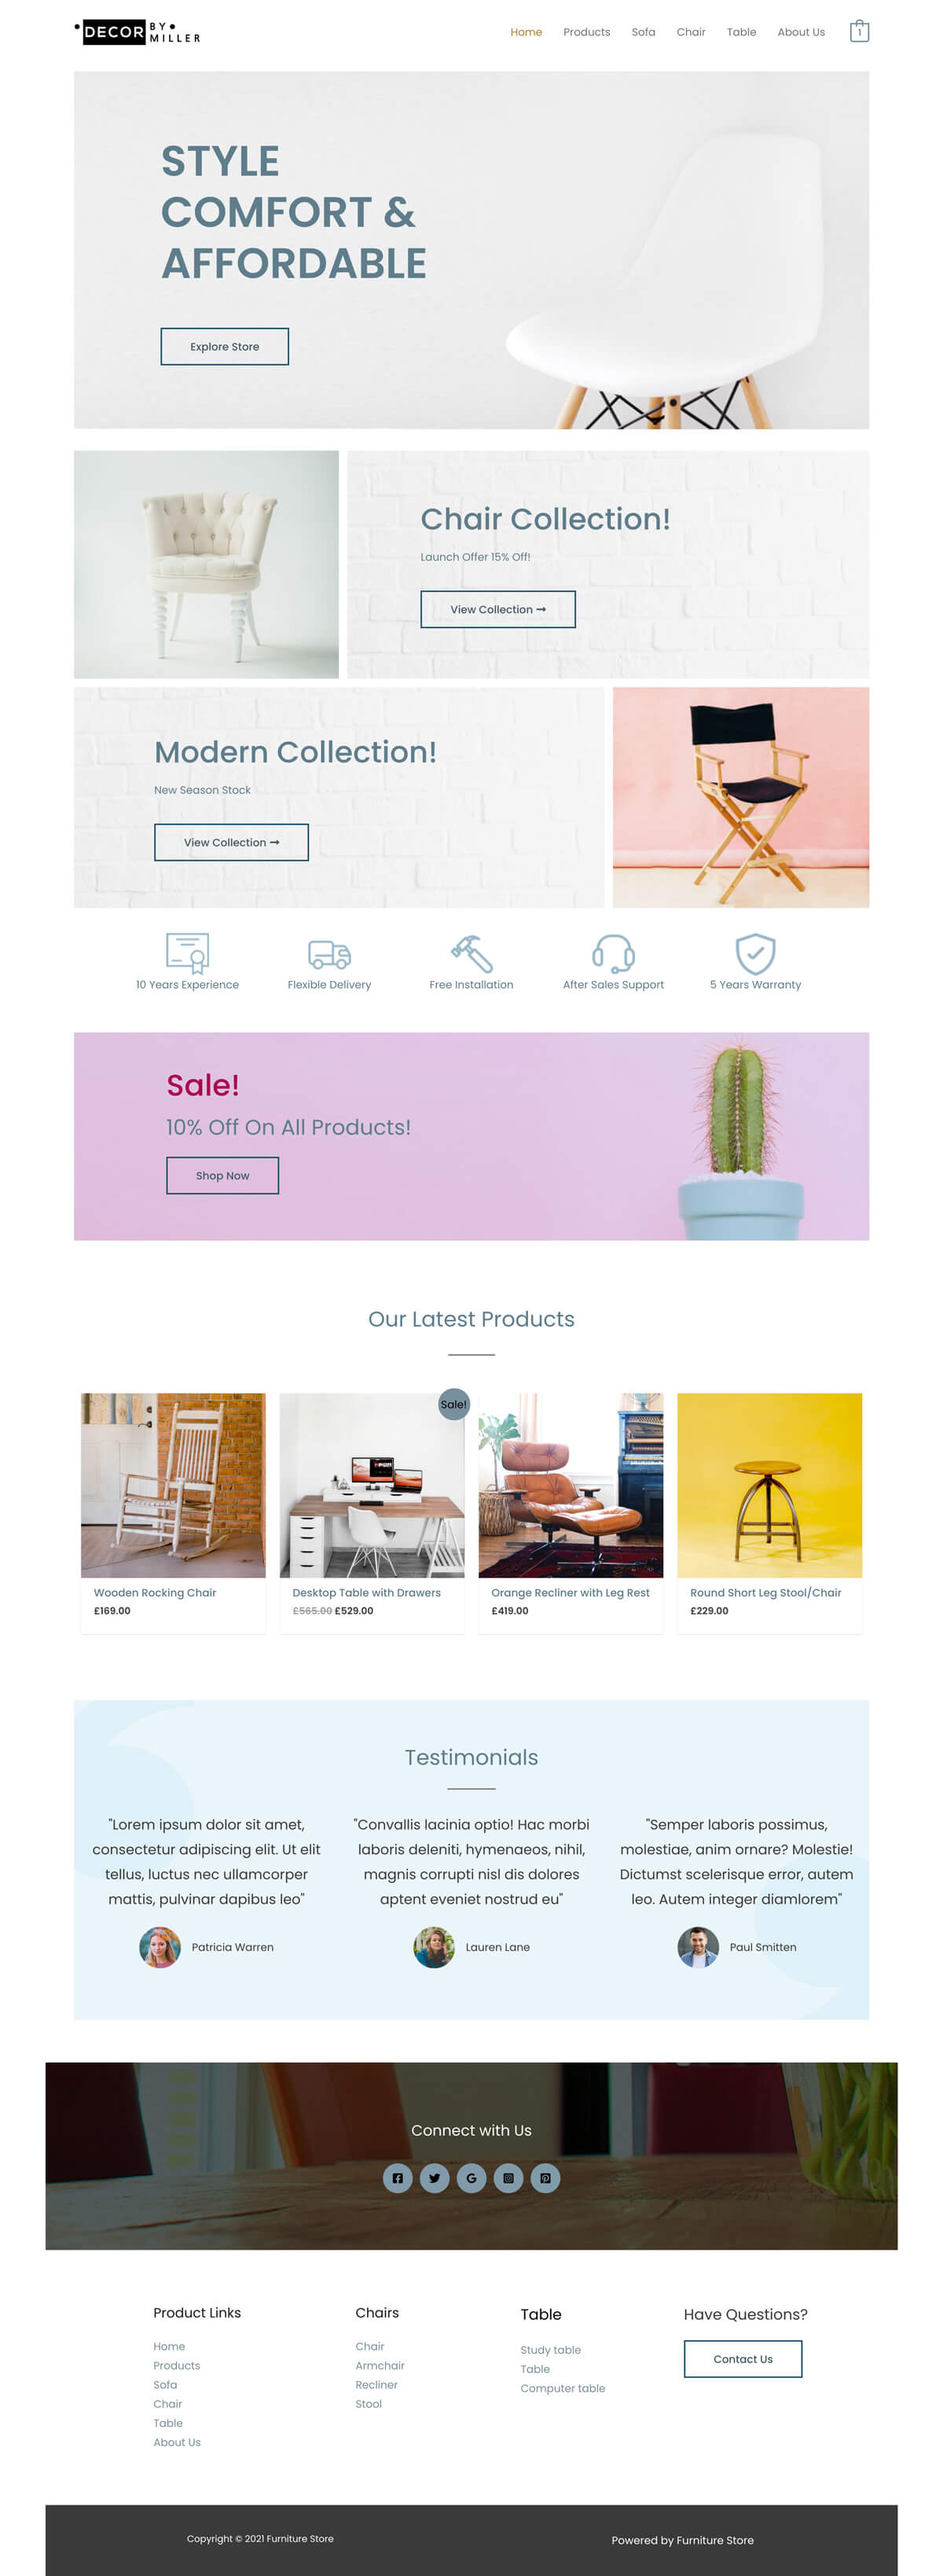 DECOR BY
MILLER
Home Products Sofa Chair Table About Us 1
STYLE
COMFORT &
AFFORDABLE
Explore Store
Chair Collection!
Launch Offer 15% Off!
View Collection →
Modern Collection!
New Season Stock
View Collection →
10 Years Experience Flexible Delivery Free Installation After Sales Support 5 Years Warranty
Sale!
10% Off On All Products!
Shop Now
Our Latest Products
Sale!
Wooden Rocking Chair
£169.00
Desktop Table with Drawers
£565.00 £529.00
Orange Recliner with Leg Rest
£419.00
Round Short Leg Stool/Chair
£229.00
Testimonials
"Lorem ipsum dolor sit amet,
consectetur adipiscing elit. Ut elit
tellus, luctus nec ullamcorper
mattis, pulvinar dapibus leo"
Patricia Warren
"Convallis lacinia optio! Hac morbi
laboris deleniti, hymenaeos, nihil,
magnis corrupti nisl dis dolores
aptent eveniet nostrud eu"
Lauren Lane
"Semper laboris possimus,
molestiae, anim ornare? Molestie!
Dictumst scelerisque error, autem
leo. Autem integer diamlorem"
Paul Smitten
Connect with Us
Product Links
Home
Products
Sofa
Chair
Table
About Us
Chairs
Chair
Armchair
Recliner
Stool
Table
Study table
Table
Computer table
Have Questions?
Contact Us
Copyright © 2021 Furniture Store
Powered by Furniture Store